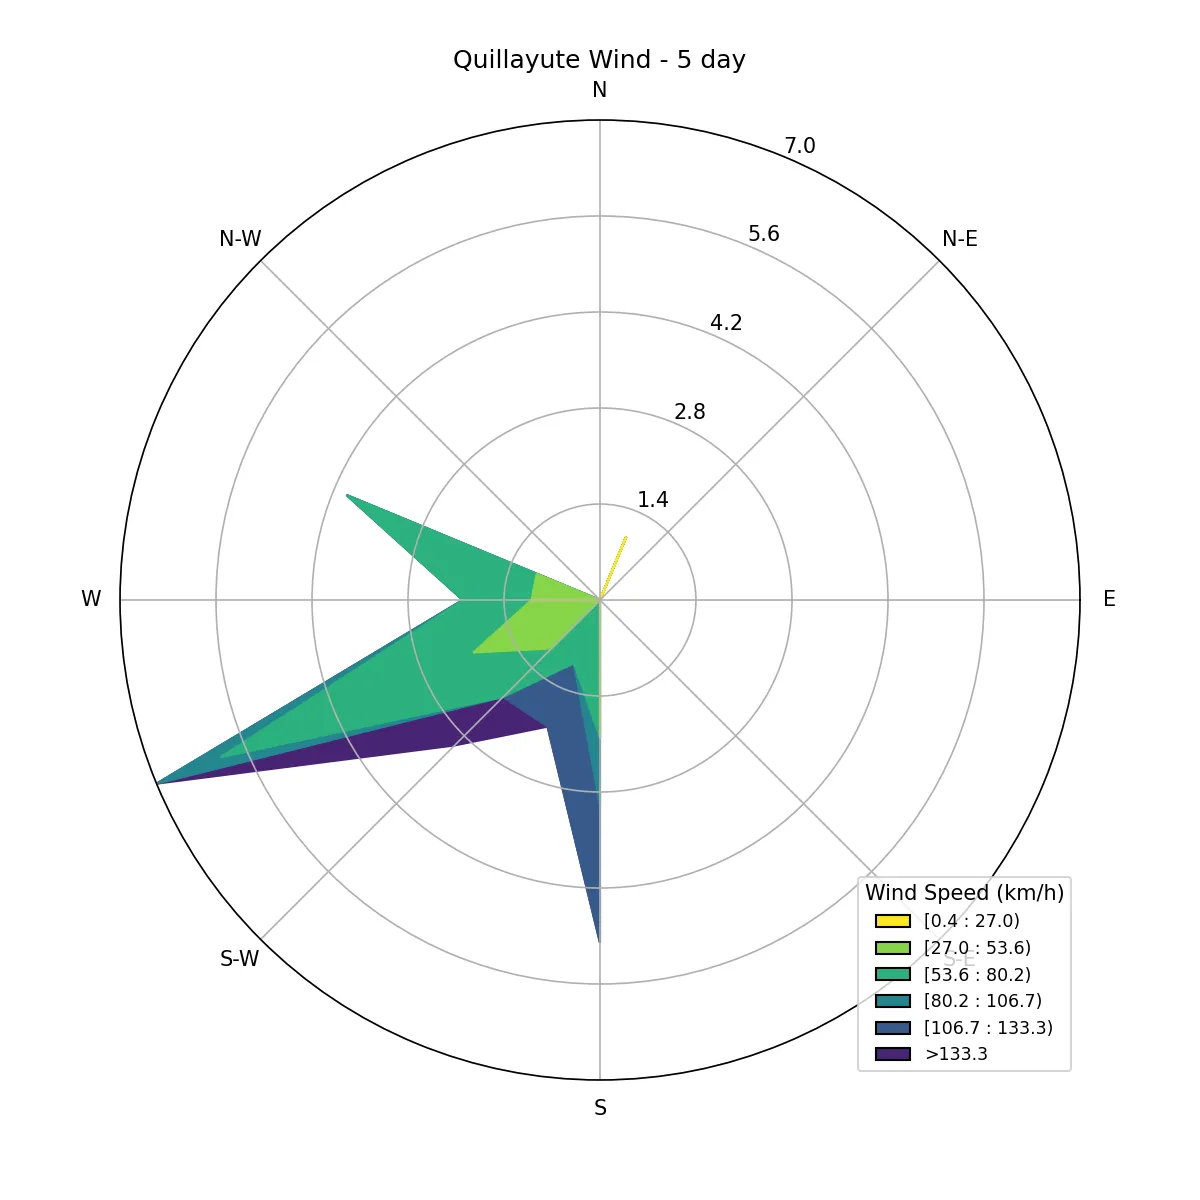 Quillayute Wind - 5 day
N
7.0
5.6
N-W
N-E
4.2
2.8
1.4
W
E
Wind Speed (km/h)
[0.4 : 27.0)
[27.0 : 53.6)
S-W
S-E
[53.6 : 80.2)
[80.2 : 106.7)
[106.7 : 133.3)
>133.3
S